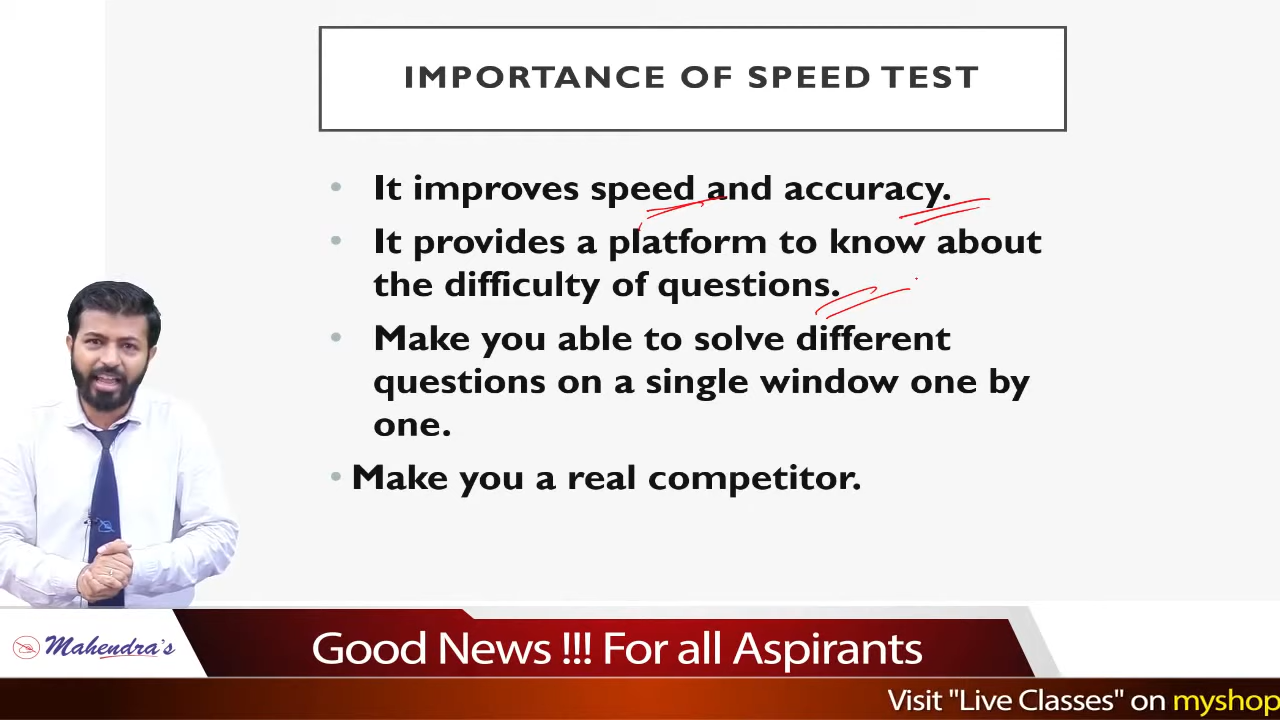 IMPORTANCE OF SPEED TEST
• It improves speed and accuracy.
• It provides a platform to know about
the difficulty of questions.
• Make you able to solve different
questions on a single window one by
one.
• Make you a real competitor.
Mahendra's
Good News !!! For all Aspirants
Visit "Live Classes" on myshop